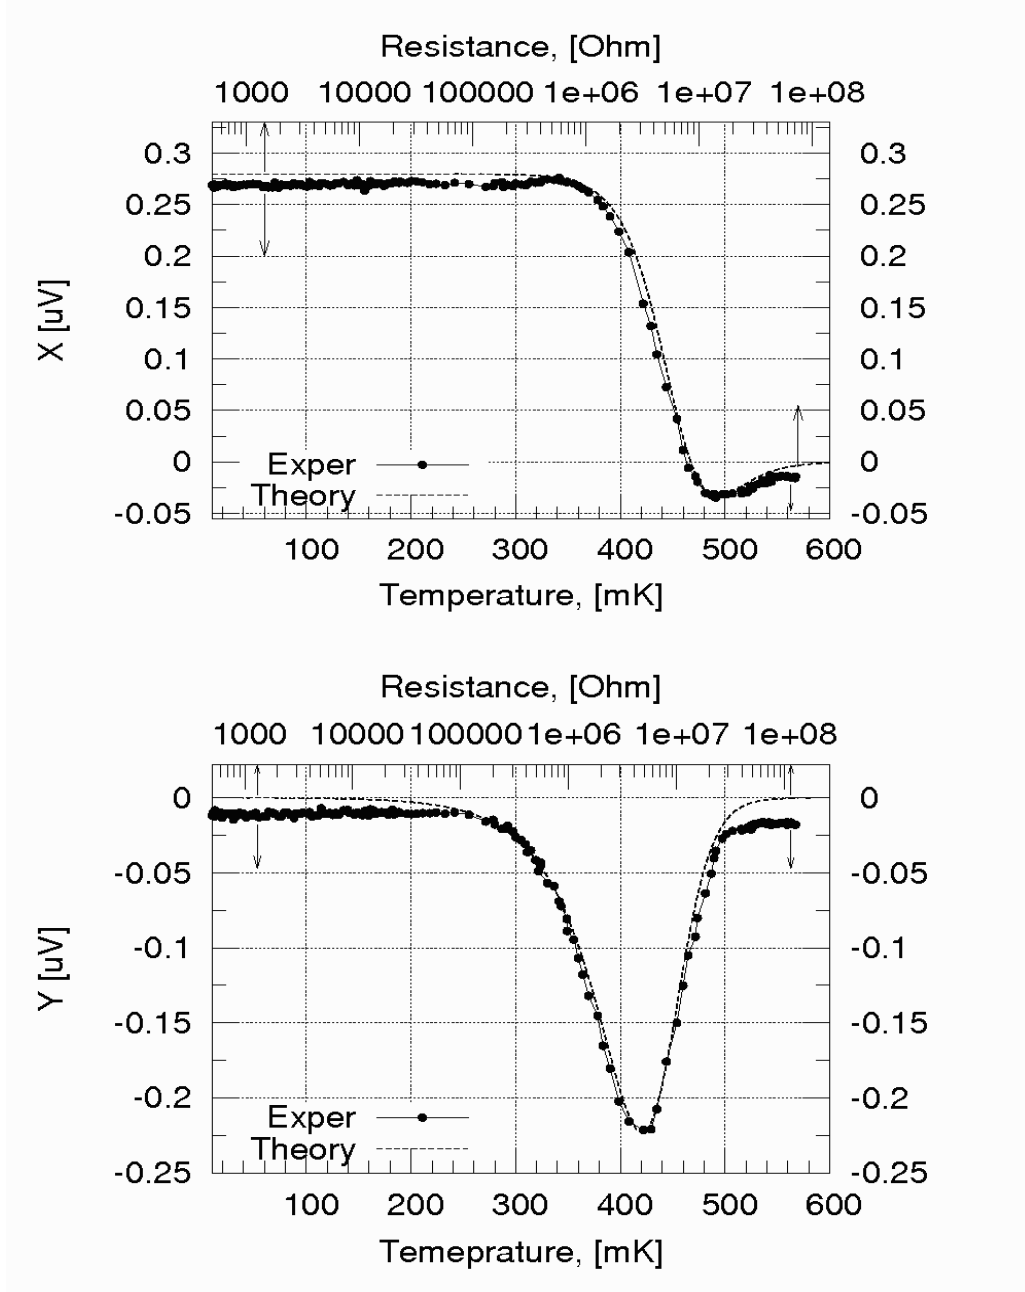 Resistance, [Ohm]
1000 10000 100000 1e+06 1e+07 1e+08
0.3 0.3
0.25 0.25
0.2 0.2
0.15 0.15
0.1 0.1
0.05 0.05
0 0
-0.05 -0.05
X [uV]
Exper
Theory
100 200 300 400 500 600
Temperature, [mK]
Resistance, [Ohm]
1000 10000 100000 1e+06 1e+07 1e+08
0 0
-0.05 -0.05
-0.1 -0.1
-0.15 -0.15
-0.2 -0.2
-0.25 -0.25
Y [uV]
Exper
Theory
100 200 300 400 500 600
Temeprature, [mK]